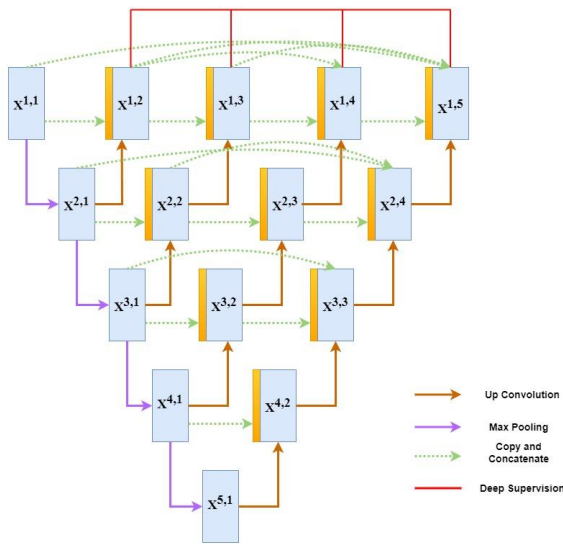 X1,1 X1,2 X1,3 X1,4 X1,5
X2,1 X2,2 X2,3 X2,4
X3,1 X3,2 X3,3
X4,1 X4,2
X5,1
Up Convolution
Max Pooling
Copy and
Concatenate
Deep Supervision